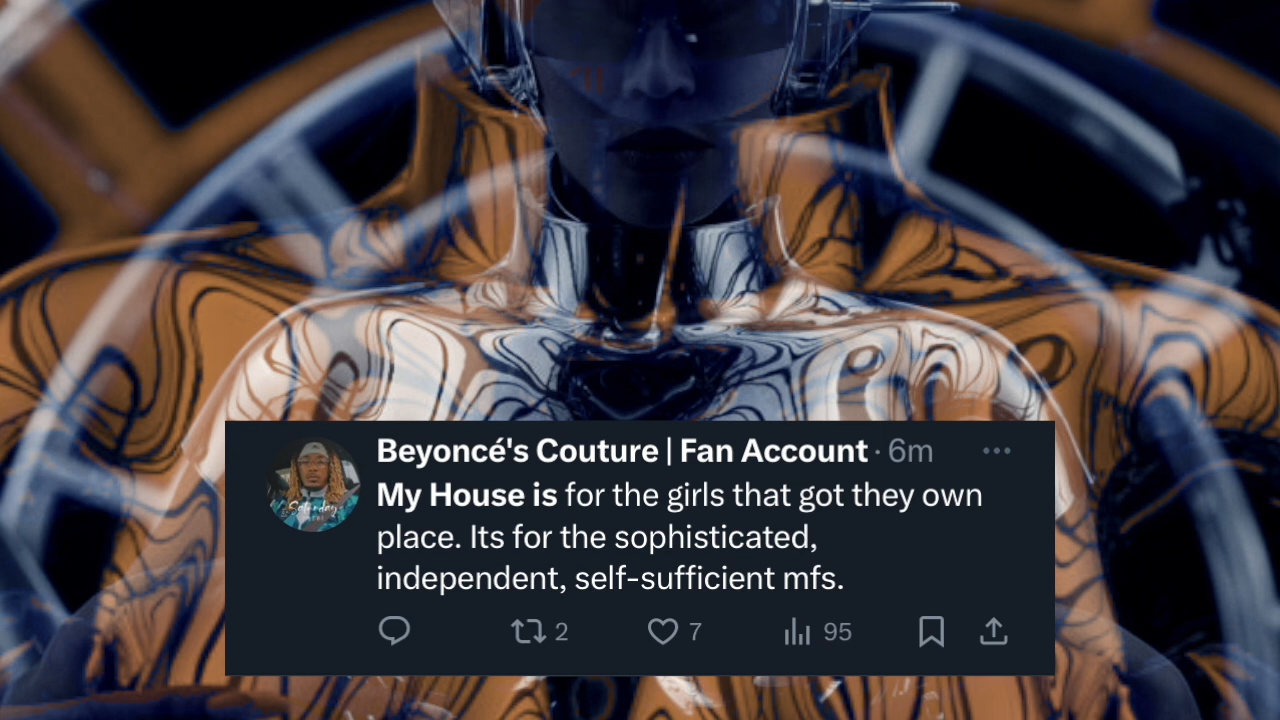 Beyoncé's Couture | Fan Account · 6m
My House is for the girls that got they own
place. Its for the sophisticated,
independent, self-sufficient mfs.
2 7 95
Saturday